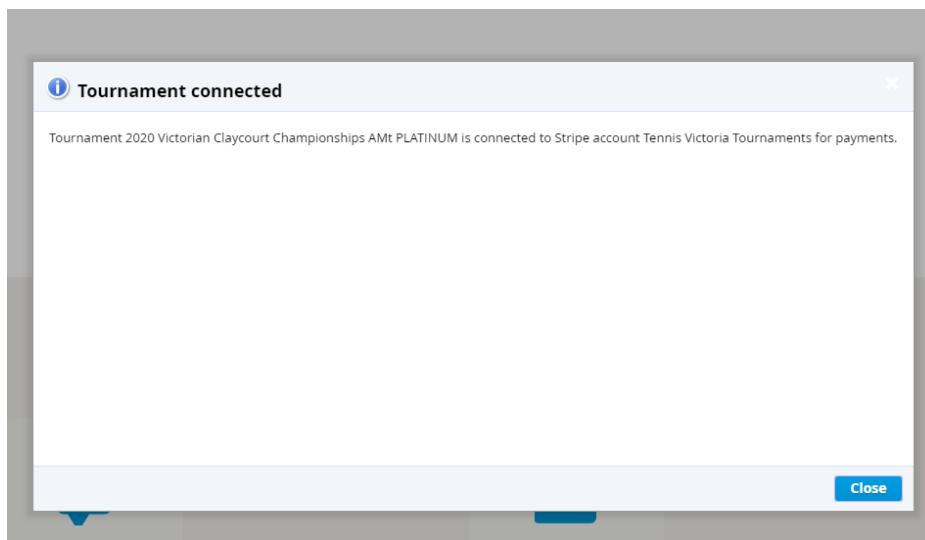 Tournament connected
Tournament 2020 Victorian Claycourt Championships AMt PLATINUM is connected to Stripe account Tennis Victoria Tournaments for payments.
Close